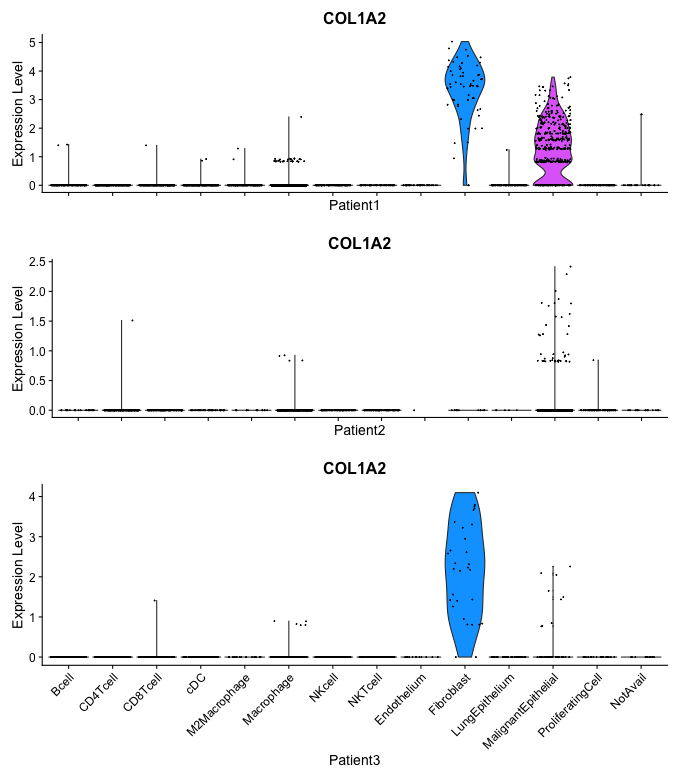 COL1A2
Expression Level
5
4
3
2
1
0
Patient1
COL1A2
Expression Level
2.5
2.0
1.5
1.0
0.5
0.0
Patient2
COL1A2
Expression Level
4
3
2
1
0
Bcell
CD4Tcell
CD8Tcell
cDC
M2Macrophage
Macrophage
NKcell
NKTcell
Endothelium
Fibroblast
LungEpithelium
MalignantEpithelial
ProliferatingCell
NotAvail
Patient3